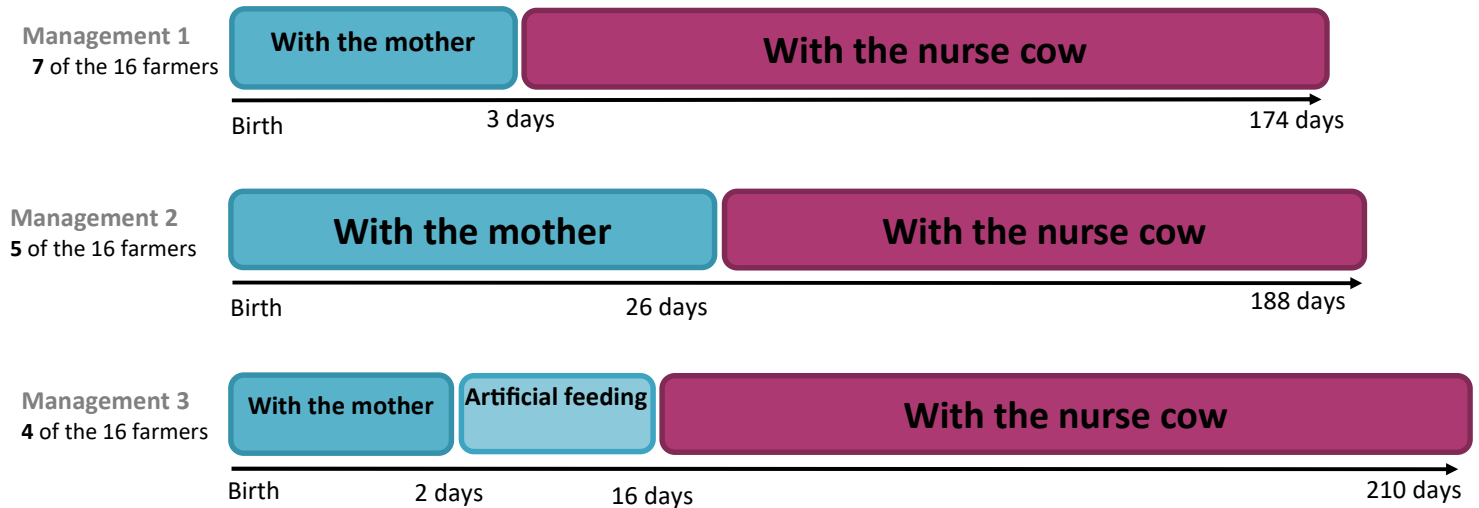 Management 1
7 of the 16 farmers
With the mother
With the nurse cow
Birth
3 days
174 days
Management 2
5 of the 16 farmers
With the mother
With the nurse cow
Birth
26 days
188 days
Management 3
4 of the 16 farmers
With the mother
Artificial feeding
With the nurse cow
Birth
2 days
16 days
210 days